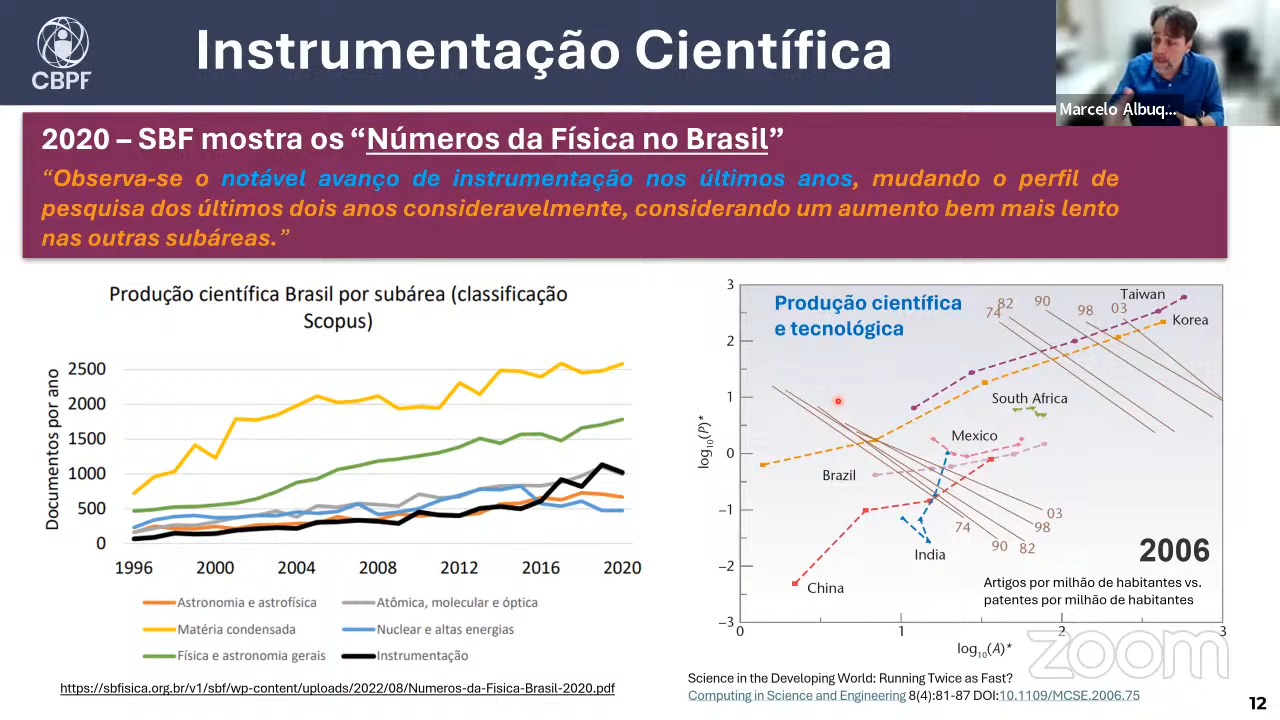 CBPF
Instrumentação Científica
Marcelo Albuq...
2020 – SBF mostra os “Números da Física no Brasil”
“Observa-se o notável avanço de instrumentação nos últimos anos, mudando o perfil de
pesquisa dos últimos dois anos consideravelmente, considerando um aumento bem mais lento
nas outras subáreas.”
Produção científica Brasil por subárea (classificação
Scopus)
Documentos por ano
2500
2000
1500
1000
500
0
1996 2000 2004 2008 2012 2016 2020
Astronomia e astrofísica
Atômica, molecular e óptica
Matéria condensada
Nuclear e altas energias
Física e astronomia gerais
Instrumentação
https://sbfisica.org.br/v1/sbf/wp-content/uploads/2022/08/Numeros-da-Fisica-Brasil-2020.pdf
Produção científica
e tecnológica
log10(P)*
3
2
1
0
–1
–2
–3
74 82 90 98 03
Taiwan
Korea
South Africa
Mexico
Brazil
India
China
74 90 82 98 03
2006
Artigos por milhão de habitantes vs.
patentes por milhão de habitantes
0 1 2 3
log10(A)*
zoom
Science in the Developing World: Running Twice as Fast?
Computing in Science and Engineering 8(4):81-87 DOI:10.1109/MCSE.2006.75
12